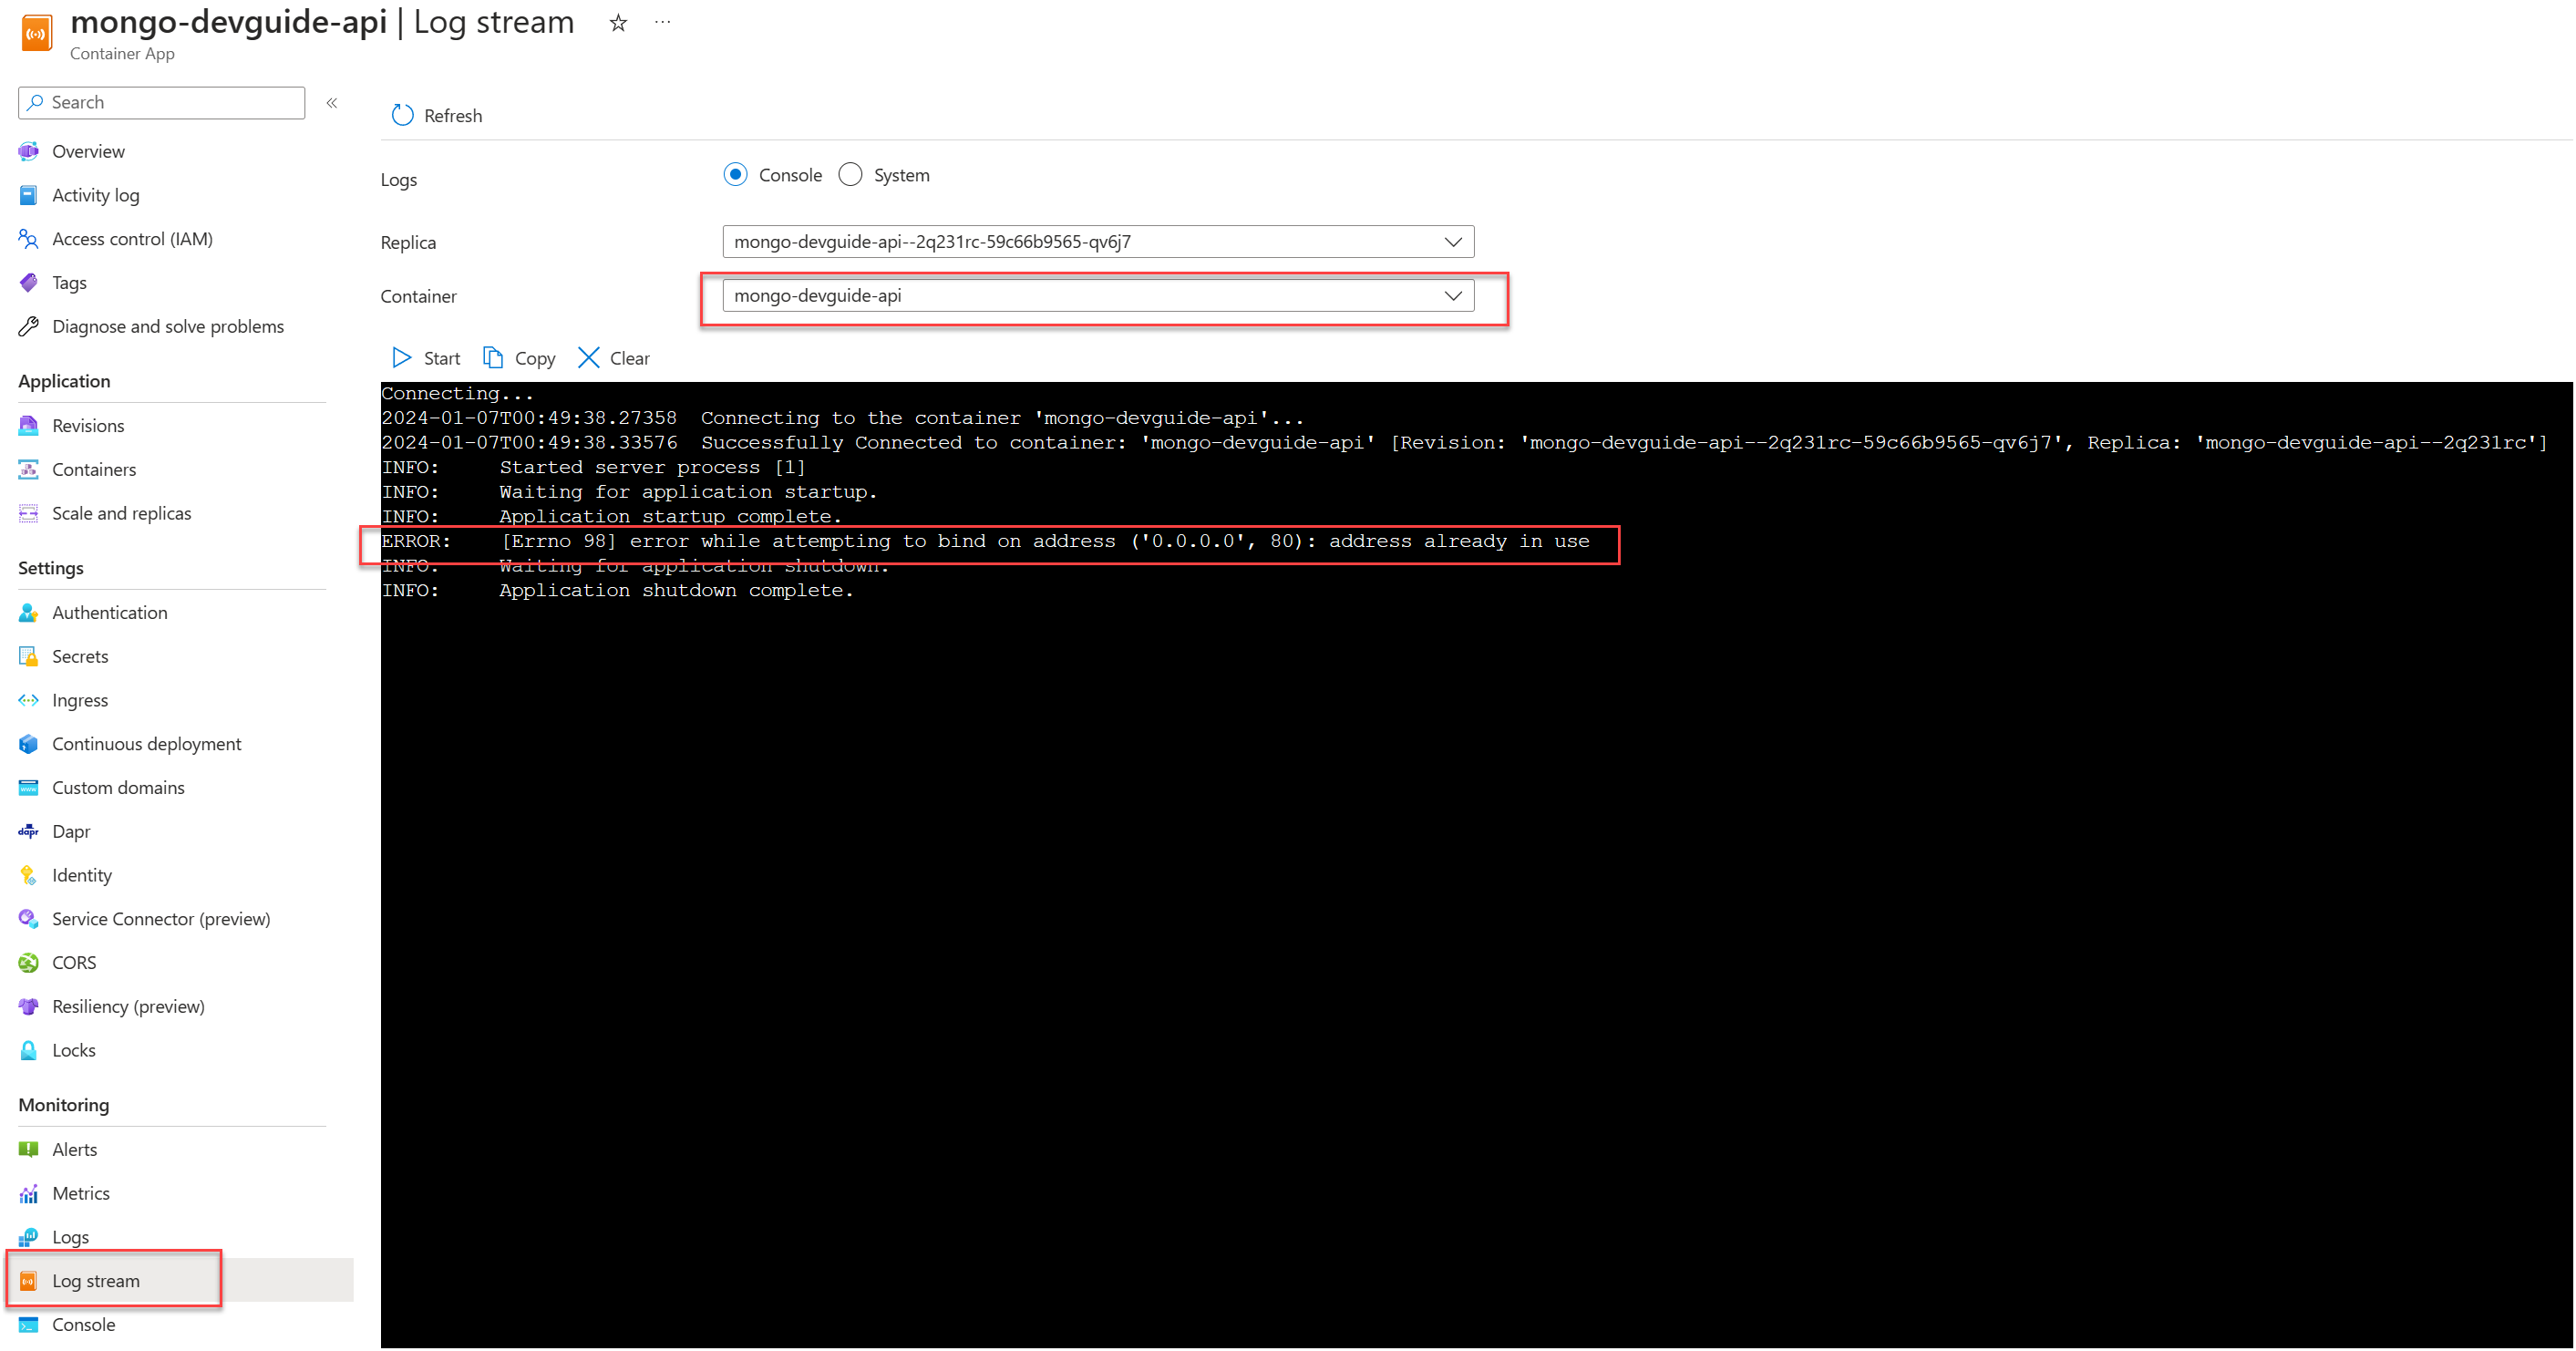 mongo-devguide-api | Log stream
Container App
Search
Overview
Activity log
Access control (IAM)
Tags
Diagnose and solve problems
Application
Revisions
Containers
Scale and replicas
Settings
Authentication
Secrets
Ingress
Continuous deployment
Custom domains
Dapr
Identity
Service Connector (preview)
CORS
Resiliency (preview)
Locks
Monitoring
Alerts
Metrics
Logs
Log stream
Console
Refresh
Logs
Console System
Replica
mongo-devguide-api--2q231rc-59c66b9565-qv6j7
Container
mongo-devguide-api
Start Copy Clear
Connecting...
2024-01-07T00:49:38.27358 Connecting to the container 'mongo-devguide-api'...
2024-01-07T00:49:38.33576 Successfully Connected to container: 'mongo-devguide-api' [Revision: 'mongo-devguide-api--2q231rc-59c66b9565-qv6j7', Replica: 'mongo-devguide-api--2q231rc']
INFO: Started server process [1]
INFO: Waiting for application startup.
INFO: Application startup complete.
ERROR: [Errno 98] error while attempting to bind on address ('0.0.0.0', 80): address already in use
INFO: Waiting for application shutdown.
INFO: Application shutdown complete.